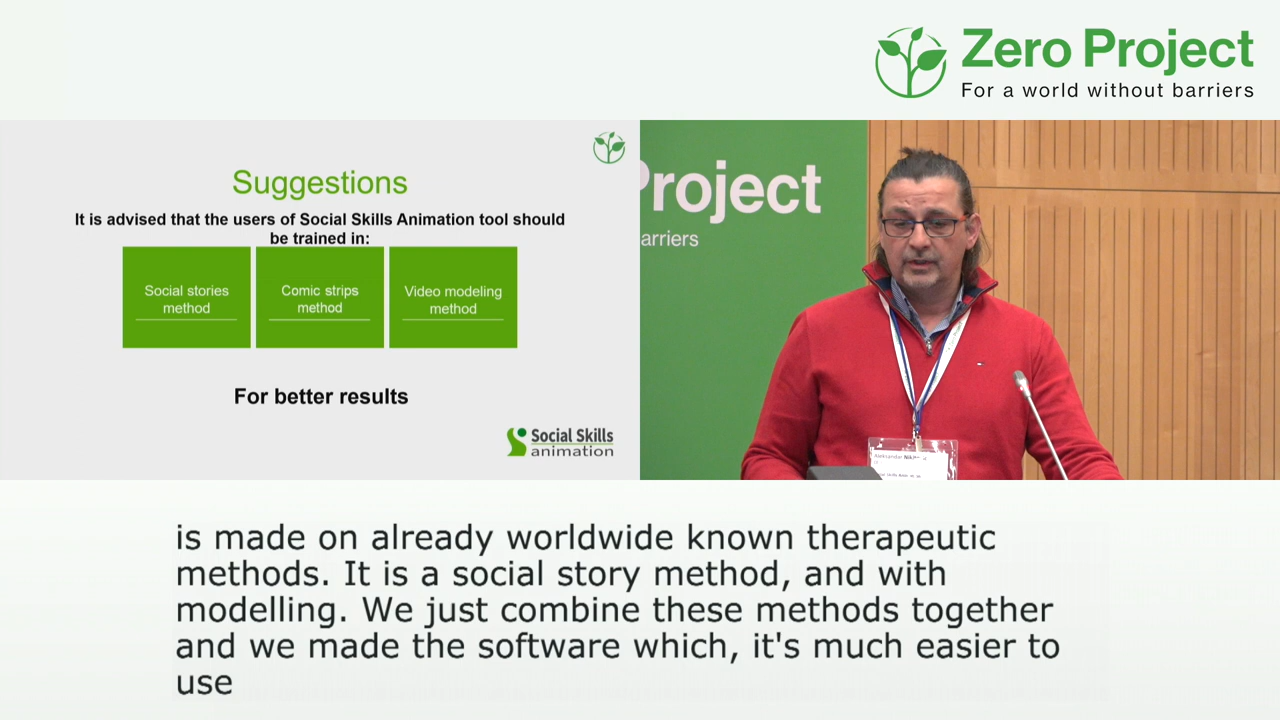 Zero Project
For a world without barriers
Suggestions
It is advised that the users of Social Skills Animation tool should
be trained in:
Social stories
method
Comic strips
method
Video modeling
method
For better results
Social Skills
animation
Project
arriers
Aleksandar
is made on already worldwide known therapeutic
methods. It is a social story method, and with
modelling. We just combine these methods together
and we made the software which, it's much easier to
use